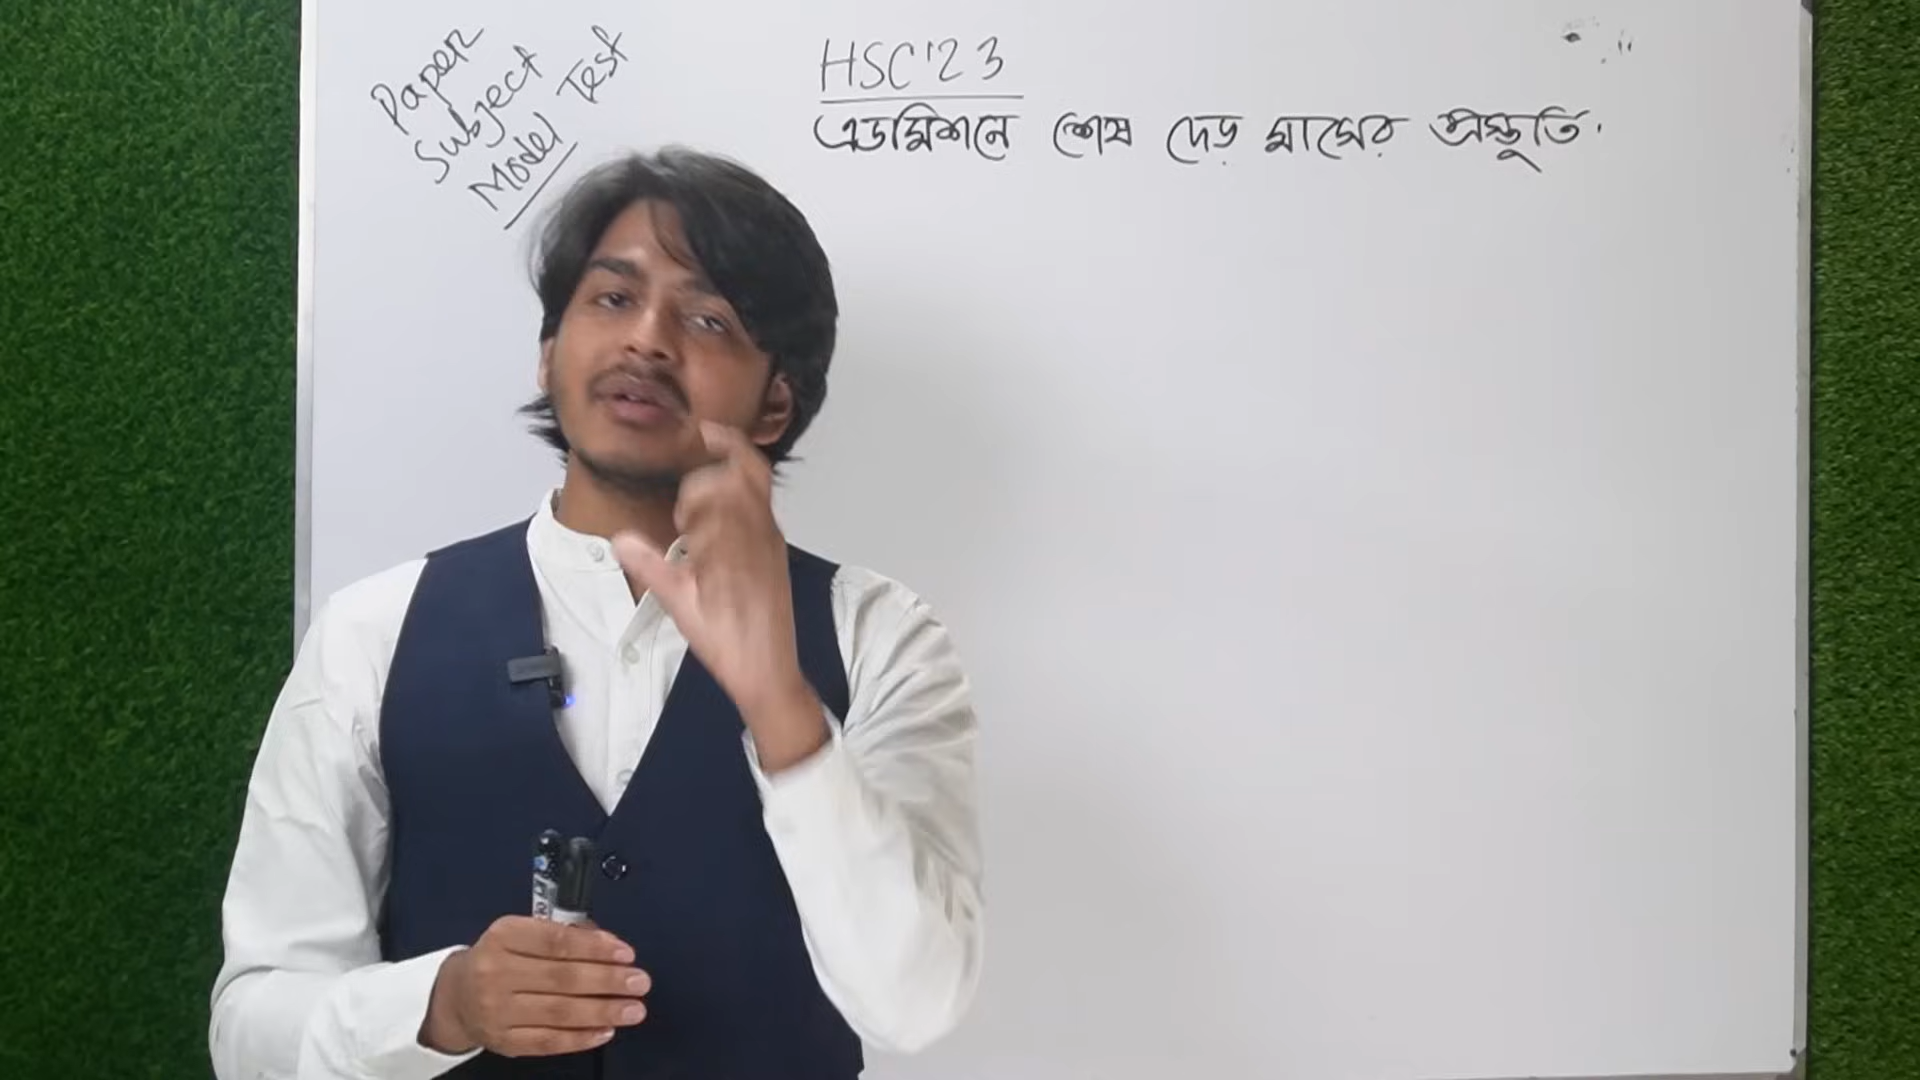 Paper
Subject
Model Test
HSC'23
এডমিশনে শেষ দেড় মাসের প্রস্তুতি.